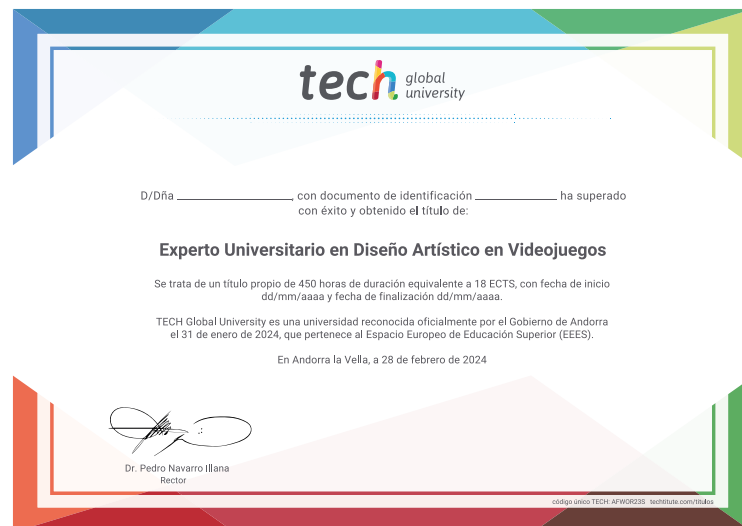 tech global university
D/Dña ____________________, con documento de identificación ______________ ha superado
con éxito y obtenido el título de:
Experto Universitario en Diseño Artístico en Videojuegos
Se trata de un título propio de 450 horas de duración equivalente a 18 ECTS, con fecha de inicio
dd/mm/aaaa y fecha de finalización dd/mm/aaaa.
TECH Global University es una universidad reconocida oficialmente por el Gobierno de Andorra
el 31 de enero de 2024, que pertenece al Espacio Europeo de Educación Superior (EEES).
En Andorra la Vella, a 28 de febrero de 2024
Dr. Pedro Navarro Illana
Rector
código único TECH: AFWOR23S techtitute.com/titulos